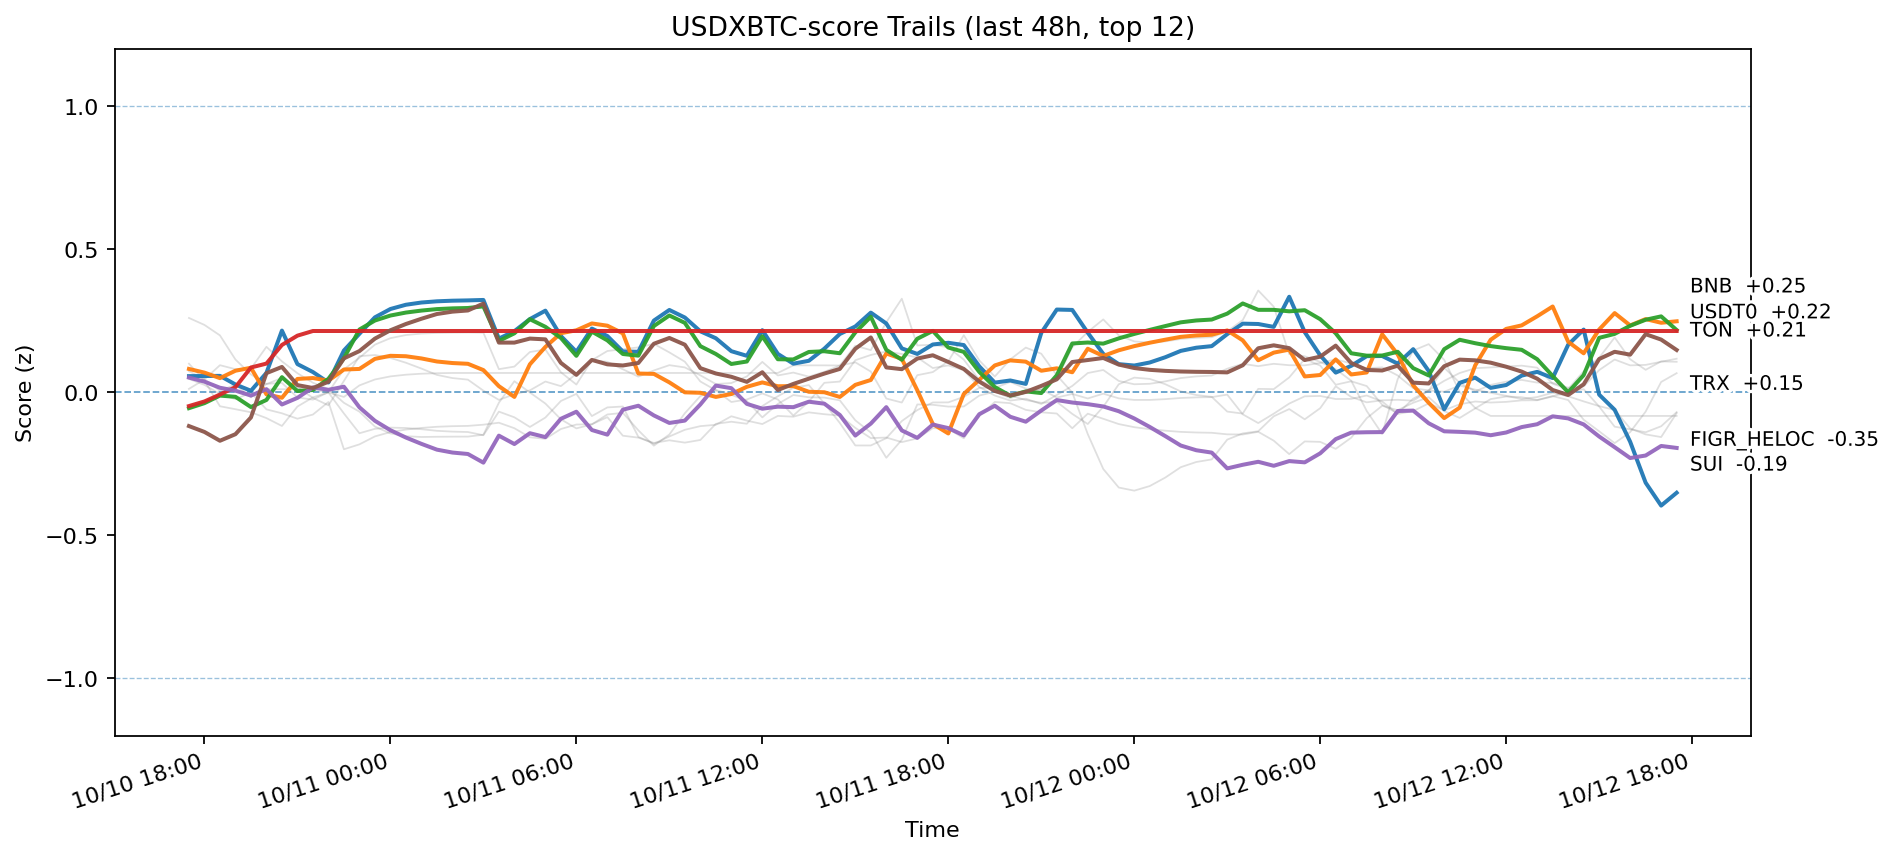 USDXBTC-score Trails (last 48h, top 12)
Score (z)
1.0
0.5
0.0
−0.5
−1.0
BNB +0.25
USDT0 +0.22
TON +0.21
TRX +0.15
FIGR_HELOC -0.35
SUI -0.19
10/10 18:00
10/11 00:00
10/11 06:00
10/11 12:00
10/11 18:00
10/12 00:00
10/12 06:00
10/12 12:00
10/12 18:00
Time